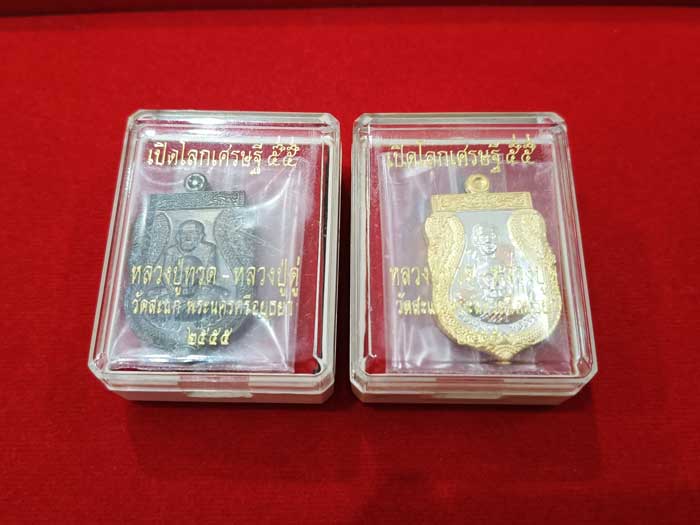 เปิดโลกเศรษฐี ๕๕
หลวงปู่ทวด - หลวงปู่ดู่
วัดสะแก พระนครศรีอยุธยา
๒๕๕๕
เปิดโลกเศรษฐี ๕๕